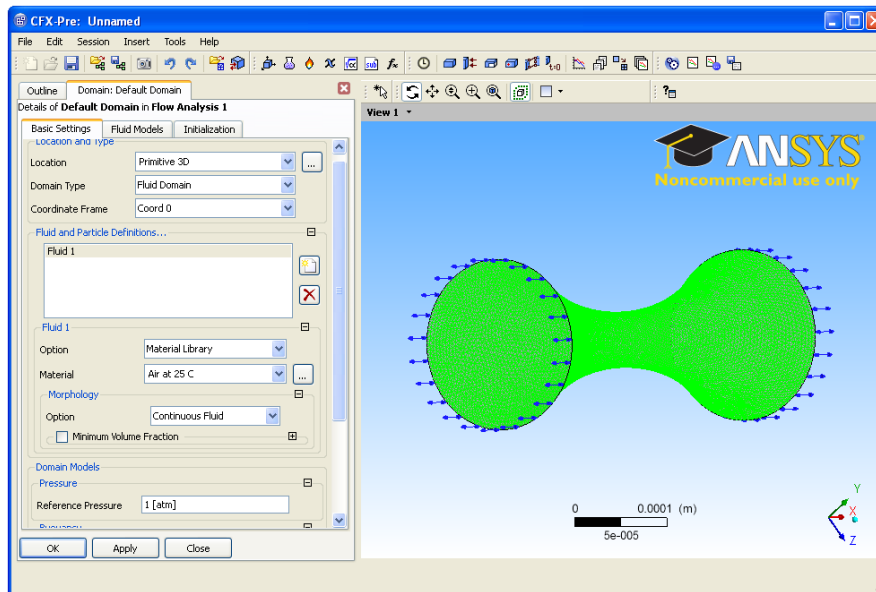 CFX-Pre: Unnamed
File Edit Session Insert Tools Help
Outline Domain: Default Domain
Details of Default Domain in Flow Analysis 1
Basic Settings Fluid Models Initialization
Location and Type
Location Primitive 3D ...
Domain Type Fluid Domain
Coordinate Frame Coord 0
Fluid and Particle Definitions...
Fluid 1
Fluid 1
Option Material Library
Material Air at 25 C ...
Morphology
Option Continuous Fluid
Minimum Volume Fraction
Domain Models
Pressure
Reference Pressure 1 [atm]
Buoyancy
OK Apply Close
View 1
ANSYS
Noncommercial use only
0 0.0001 (m)
5e-005
Y
X
Z